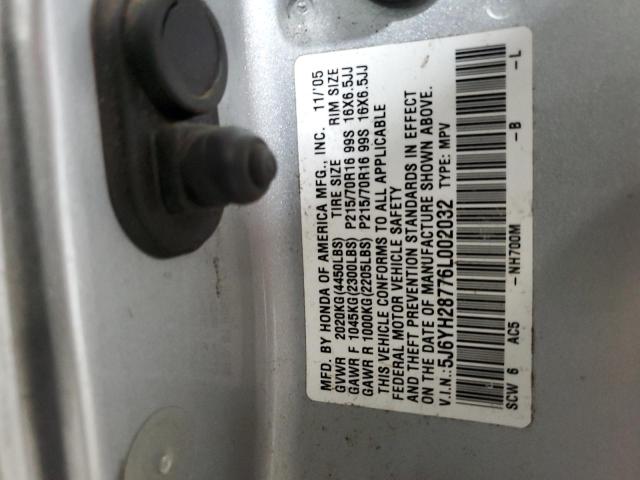 MFD. BY HONDA OF AMERICA MFG., INC. 11/'05
GVWR 2020KG(4450LBS) TIRE SIZE RIM SIZE
GAWR F 1045KG(2300LBS) P215/70R16 99S 16X6.5JJ
GAWR R 1000KG(2205LBS) P215/70R16 99S 16X6.5JJ
THIS VEHICLE CONFORMS TO ALL APPLICABLE
FEDERAL MOTOR VEHICLE SAFETY
AND THEFT PREVENTION STANDARDS IN EFFECT
ON THE DATE OF MANUFACTURE SHOWN ABOVE.
V.I.N.:5J6YH28776L002032 TYPE: MPV
SCW 6 AC5 -NH700M -B -L